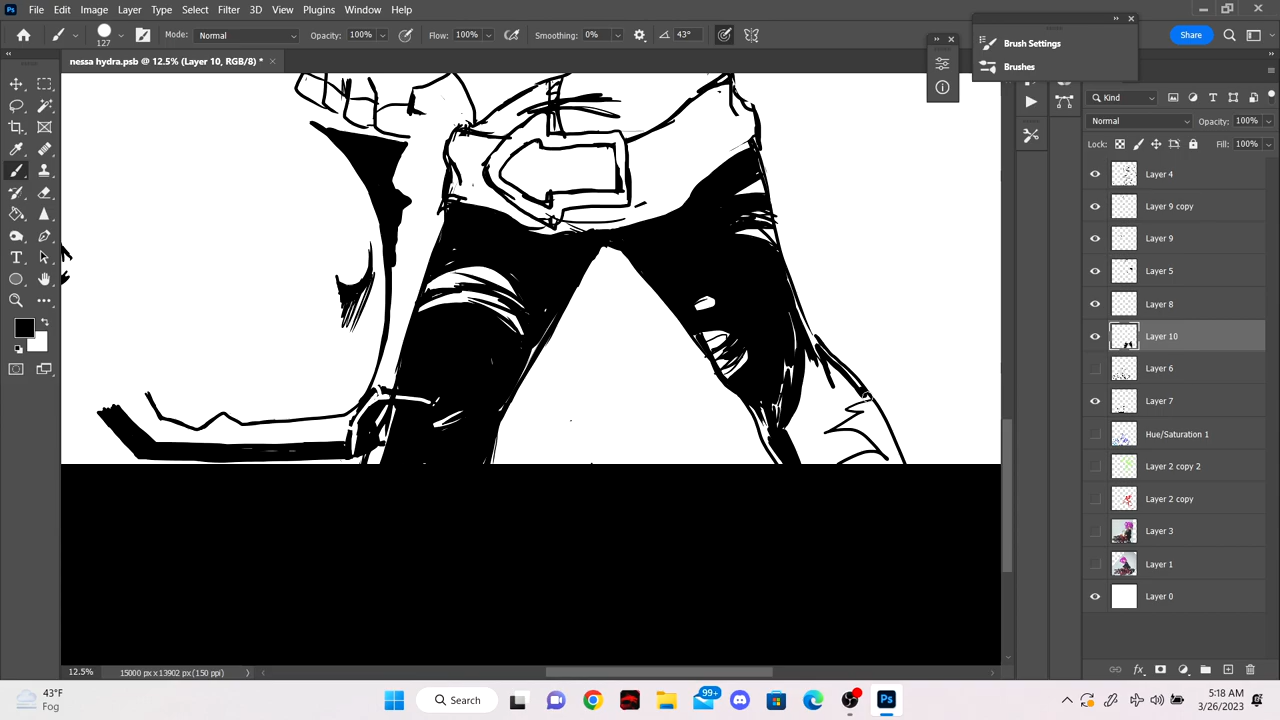 File Edit Image Layer Type Select Filter 3D View Plugins Window Help
127 Mode: Normal Opacity: 100% Flow: 100% Smoothing: 0% 43° Share
nessa hydra.psb @ 12.5% (Layer 10, RGB/8) *
Brush Settings
Brushes
Kind
Normal Opacity: 100%
Lock: Fill: 100%
Layer 4
Layer 9 copy
Layer 9
Layer 5
Layer 8
Layer 10
Layer 6
Layer 7
Hue/Saturation 1
Layer 2 copy 2
Layer 2 copy
Layer 3
Layer 1
Layer 0
12.5% 15000 px x 13902 px (150 ppi)
43°F
Fog
Search
99+
5:18 AM
3/26/2023